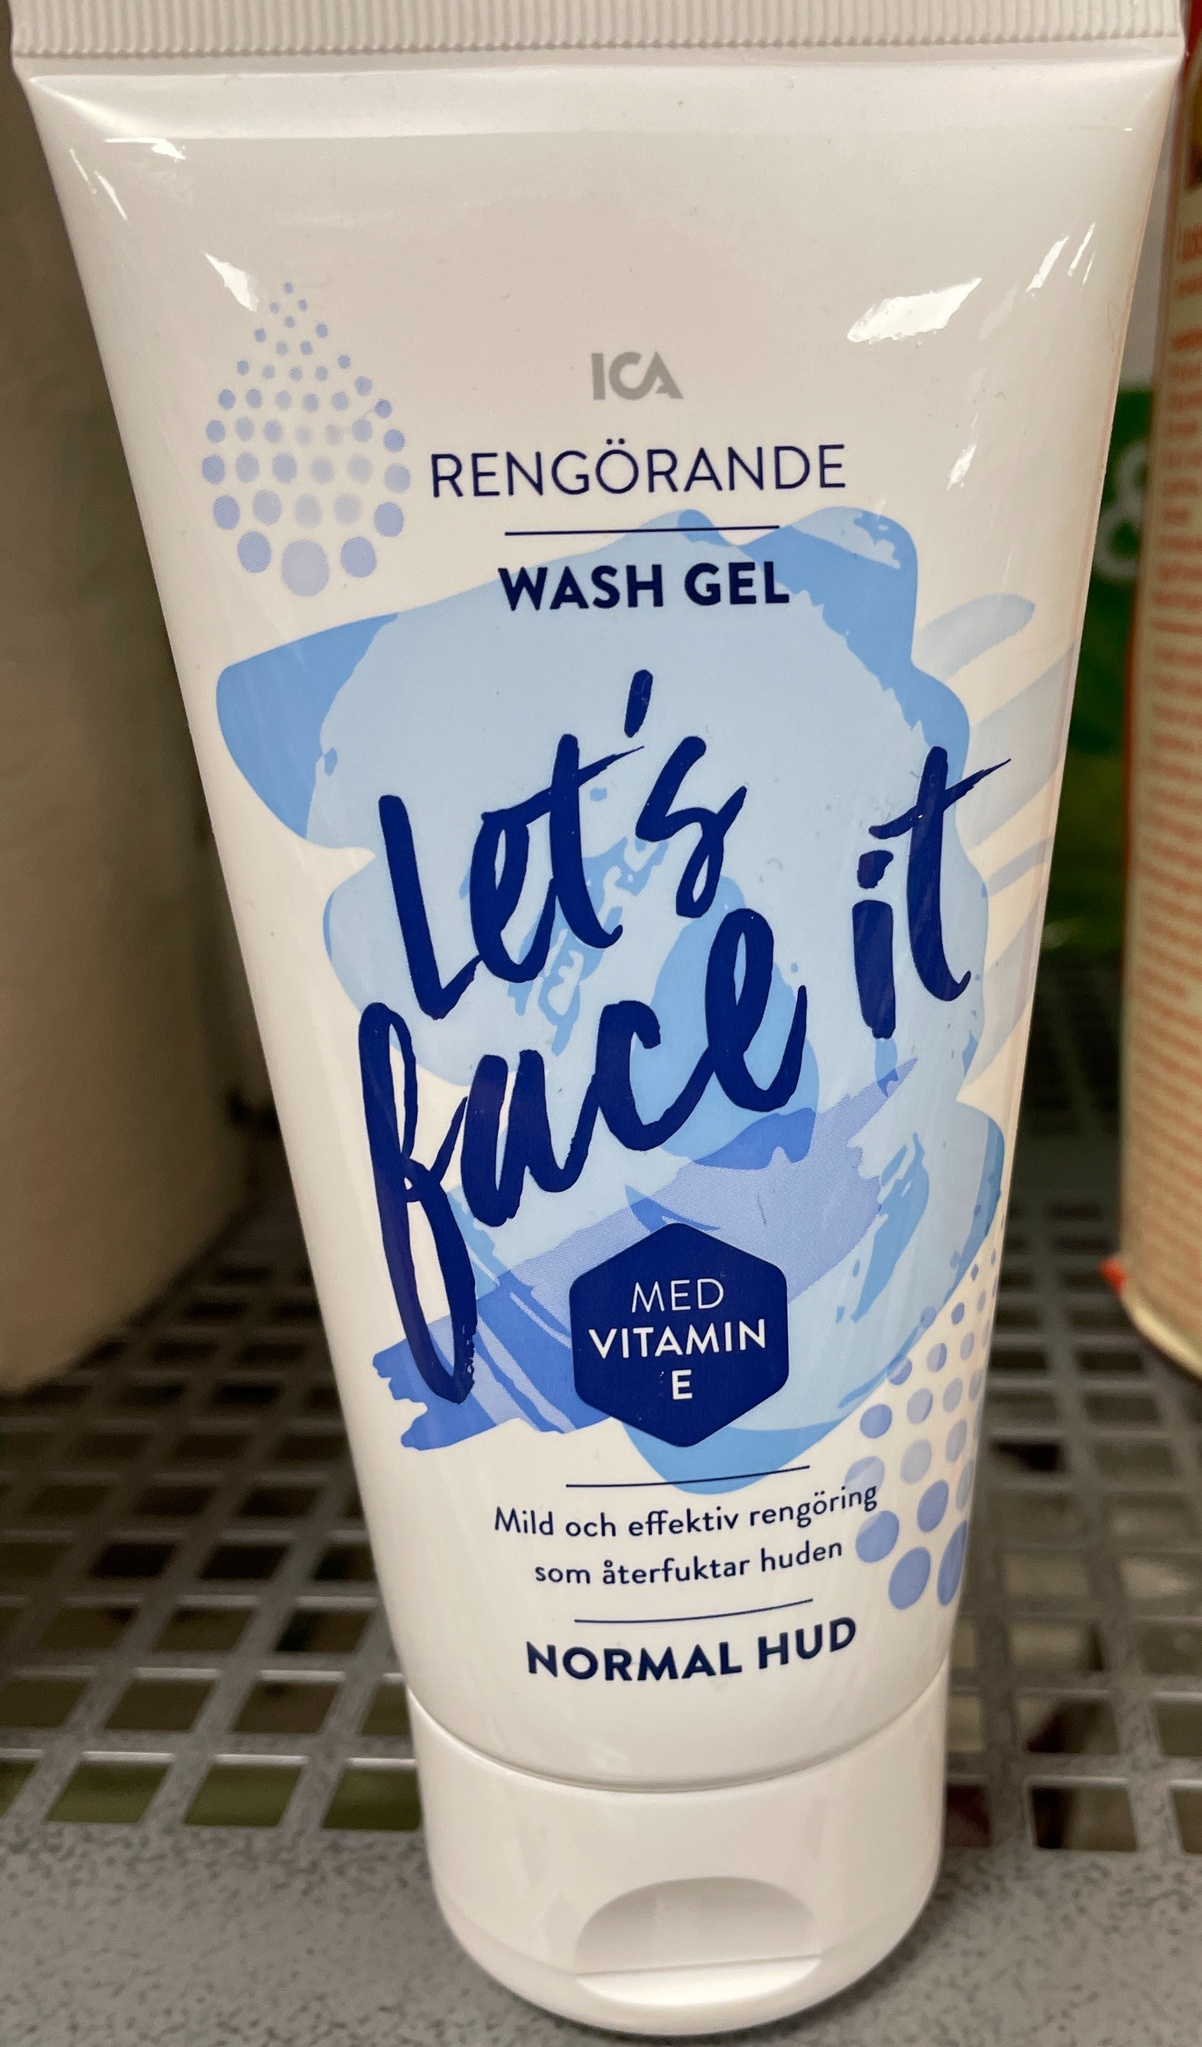 ICA
RENGÖRANDE
WASH GEL
Let's
face it
MED
VITAMIN
E
Mild och effektiv rengöring
som återfuktar huden
NORMAL HUD